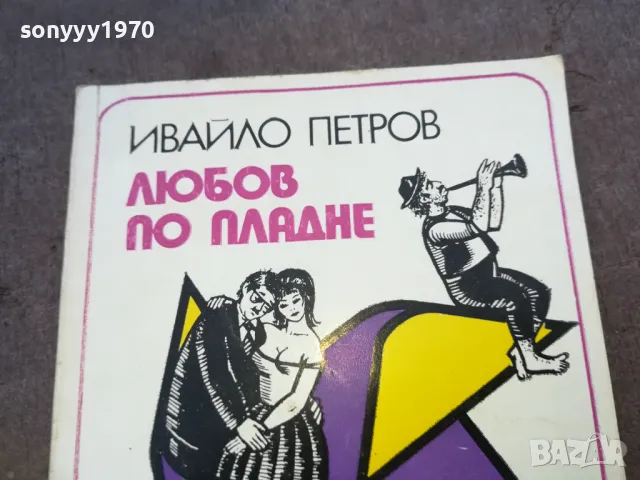 sonyyy1970
ИВАЙЛО ПЕТРОВ
ЛЮБОВ
ПО ПЛАДНЕ
BAZAR